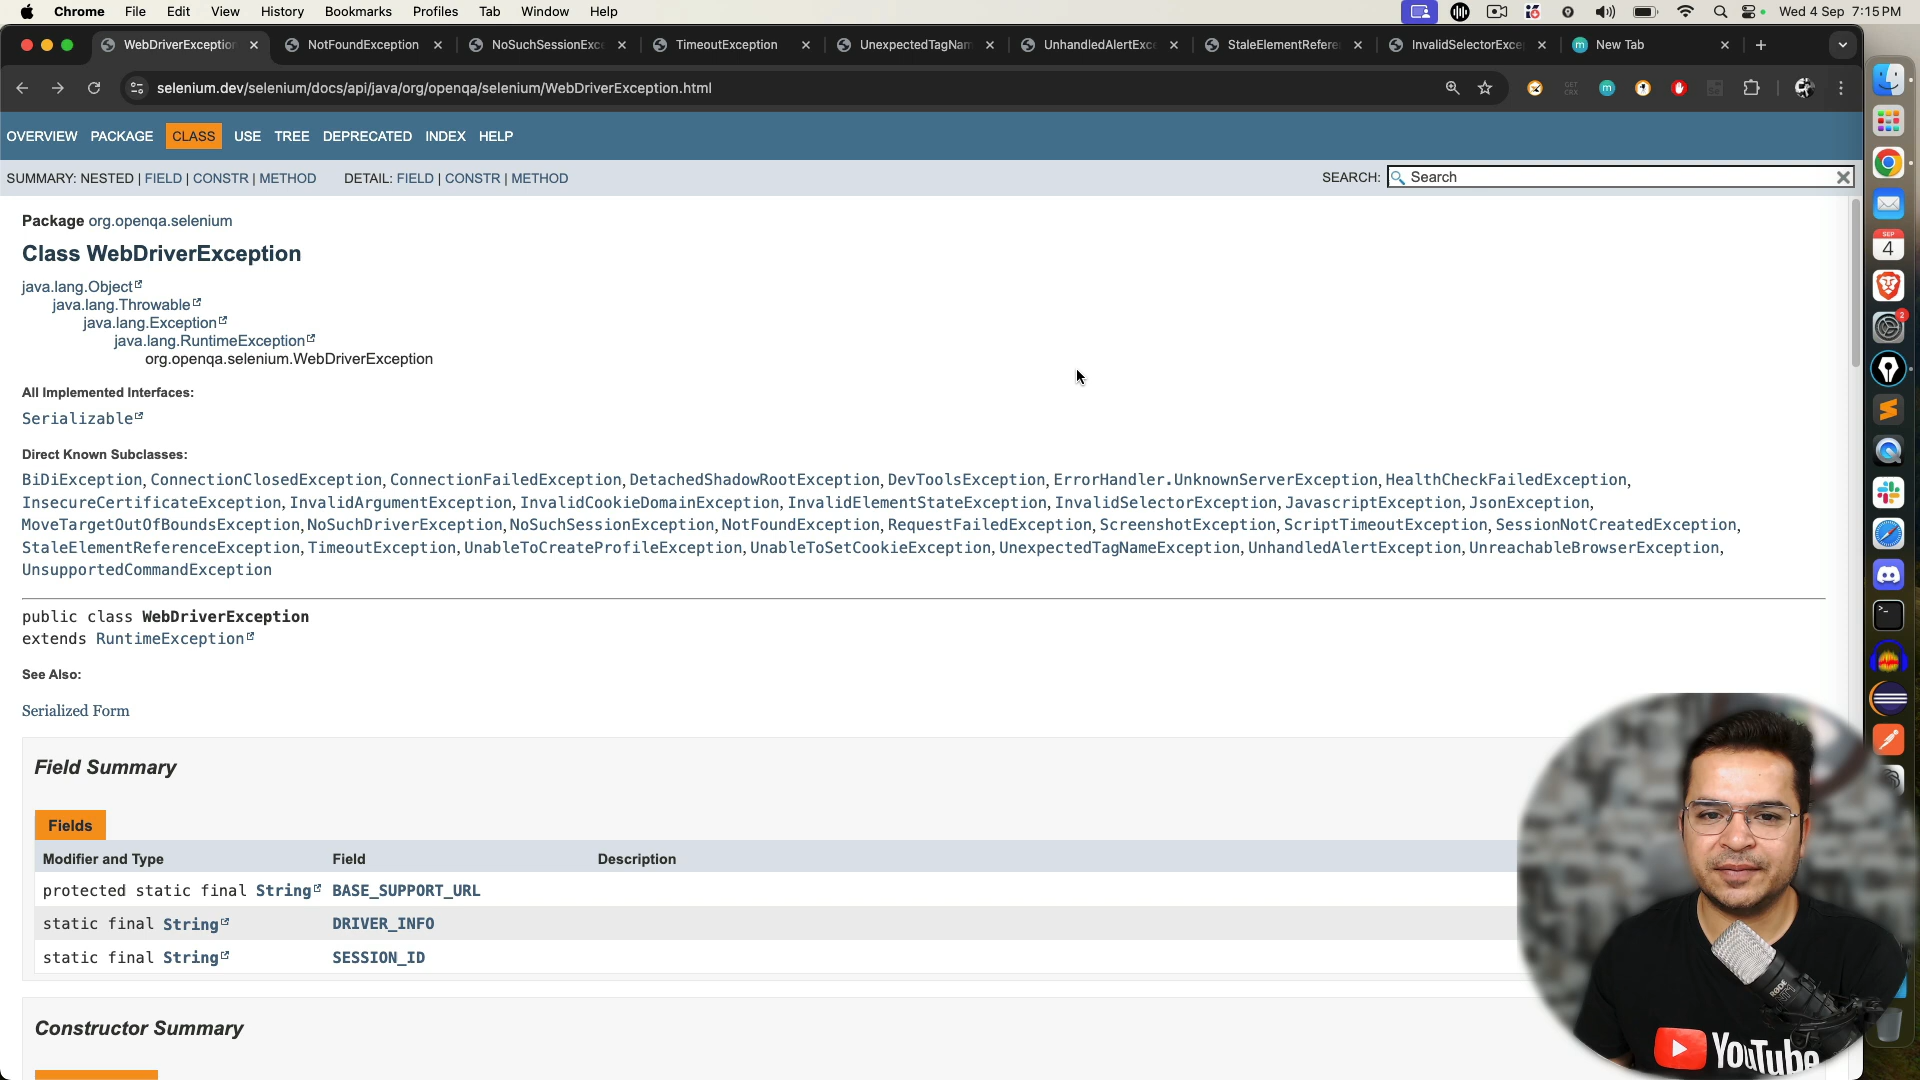 Chrome File Edit View History Bookmarks Profiles Tab Window Help Wed 4 Sep 7:15 PM
WebDriverException NotFoundException NoSuchSessionExc TimeoutException UnexpectedTagNam UnhandledAlertExc StaleElementRefere InvalidSelectorExce New Tab
selenium.dev/selenium/docs/api/java/org/openqa/selenium/WebDriverException.html
OVERVIEW PACKAGE CLASS USE TREE DEPRECATED INDEX HELP
SUMMARY: NESTED | FIELD | CONSTR | METHOD DETAIL: FIELD | CONSTR | METHOD SEARCH: Search
Package org.openqa.selenium
Class WebDriverException
java.lang.Object
java.lang.Throwable
java.lang.Exception
java.lang.RuntimeException
org.openqa.selenium.WebDriverException
All Implemented Interfaces:
Serializable
Direct Known Subclasses:
BiDiException, ConnectionClosedException, ConnectionFailedException, DetachedShadowRootException, DevToolsException, ErrorHandler.UnknownServerException, HealthCheckFailedException,
InsecureCertificateException, InvalidArgumentException, InvalidCookieDomainException, InvalidElementStateException, InvalidSelectorException, JavascriptException, JsonException,
MoveTargetOutOfBoundsException, NoSuchDriverException, NoSuchSessionException, NotFoundException, RequestFailedException, ScreenshotException, ScriptTimeoutException, SessionNotCreatedException,
StaleElementReferenceException, TimeoutException, UnableToCreateProfileException, UnableToSetCookieException, UnexpectedTagNameException, UnhandledAlertException, UnreachableBrowserException,
UnsupportedCommandException
public class WebDriverException
extends RuntimeException
See Also:
Serialized Form
Field Summary
Fields
Modifier and Type Field Description
protected static final String BASE_SUPPORT_URL
static final String DRIVER_INFO
static final String SESSION_ID
Constructor Summary
SEP
4
2
RØDE
YouTube